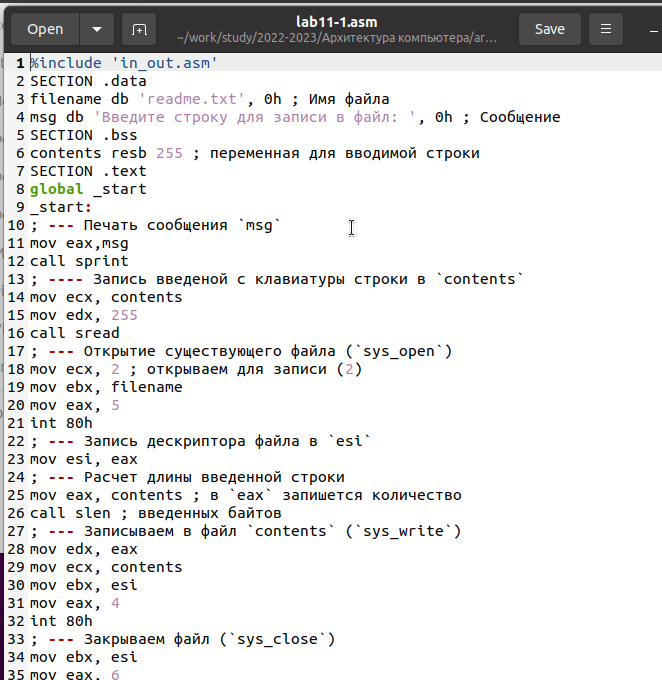 Open
lab11-1.asm
~/work/study/2022-2023/Архитектура компьютера/аг…
Save
1 %include 'in_out.asm'
2 SECTION .data
3 filename db 'readme.txt', 0h ; Имя файла
4 msg db 'Введите строку для записи в файл: ', 0h ; Сообщение
5 SECTION .bss
6 contents resb 255 ; переменная для вводимой строки
7 SECTION .text
8 global _start
9 _start:
10 ; --- Печать сообщения `msg`
11 mov eax,msg
12 call sprint
13 ; ---- Запись введеной с клавиатуры строки в `contents`
14 mov ecx, contents
15 mov edx, 255
16 call sread
17 ; --- Открытие существующего файла (`sys_open`)
18 mov ecx, 2 ; открываем для записи (2)
19 mov ebx, filename
20 mov eax, 5
21 int 80h
22 ; --- Запись дескриптора файла в `esi`
23 mov esi, eax
24 ; --- Расчет длины введенной строки
25 mov eax, contents ; в `eax` запишется количество
26 call slen ; введенных байтов
27 ; --- Записываем в файл `contents` (`sys_write`)
28 mov edx, eax
29 mov ecx, contents
30 mov ebx, esi
31 mov eax, 4
32 int 80h
33 ; --- Закрываем файл (`sys_close`)
34 mov ebx, esi
35 mov eax, 6